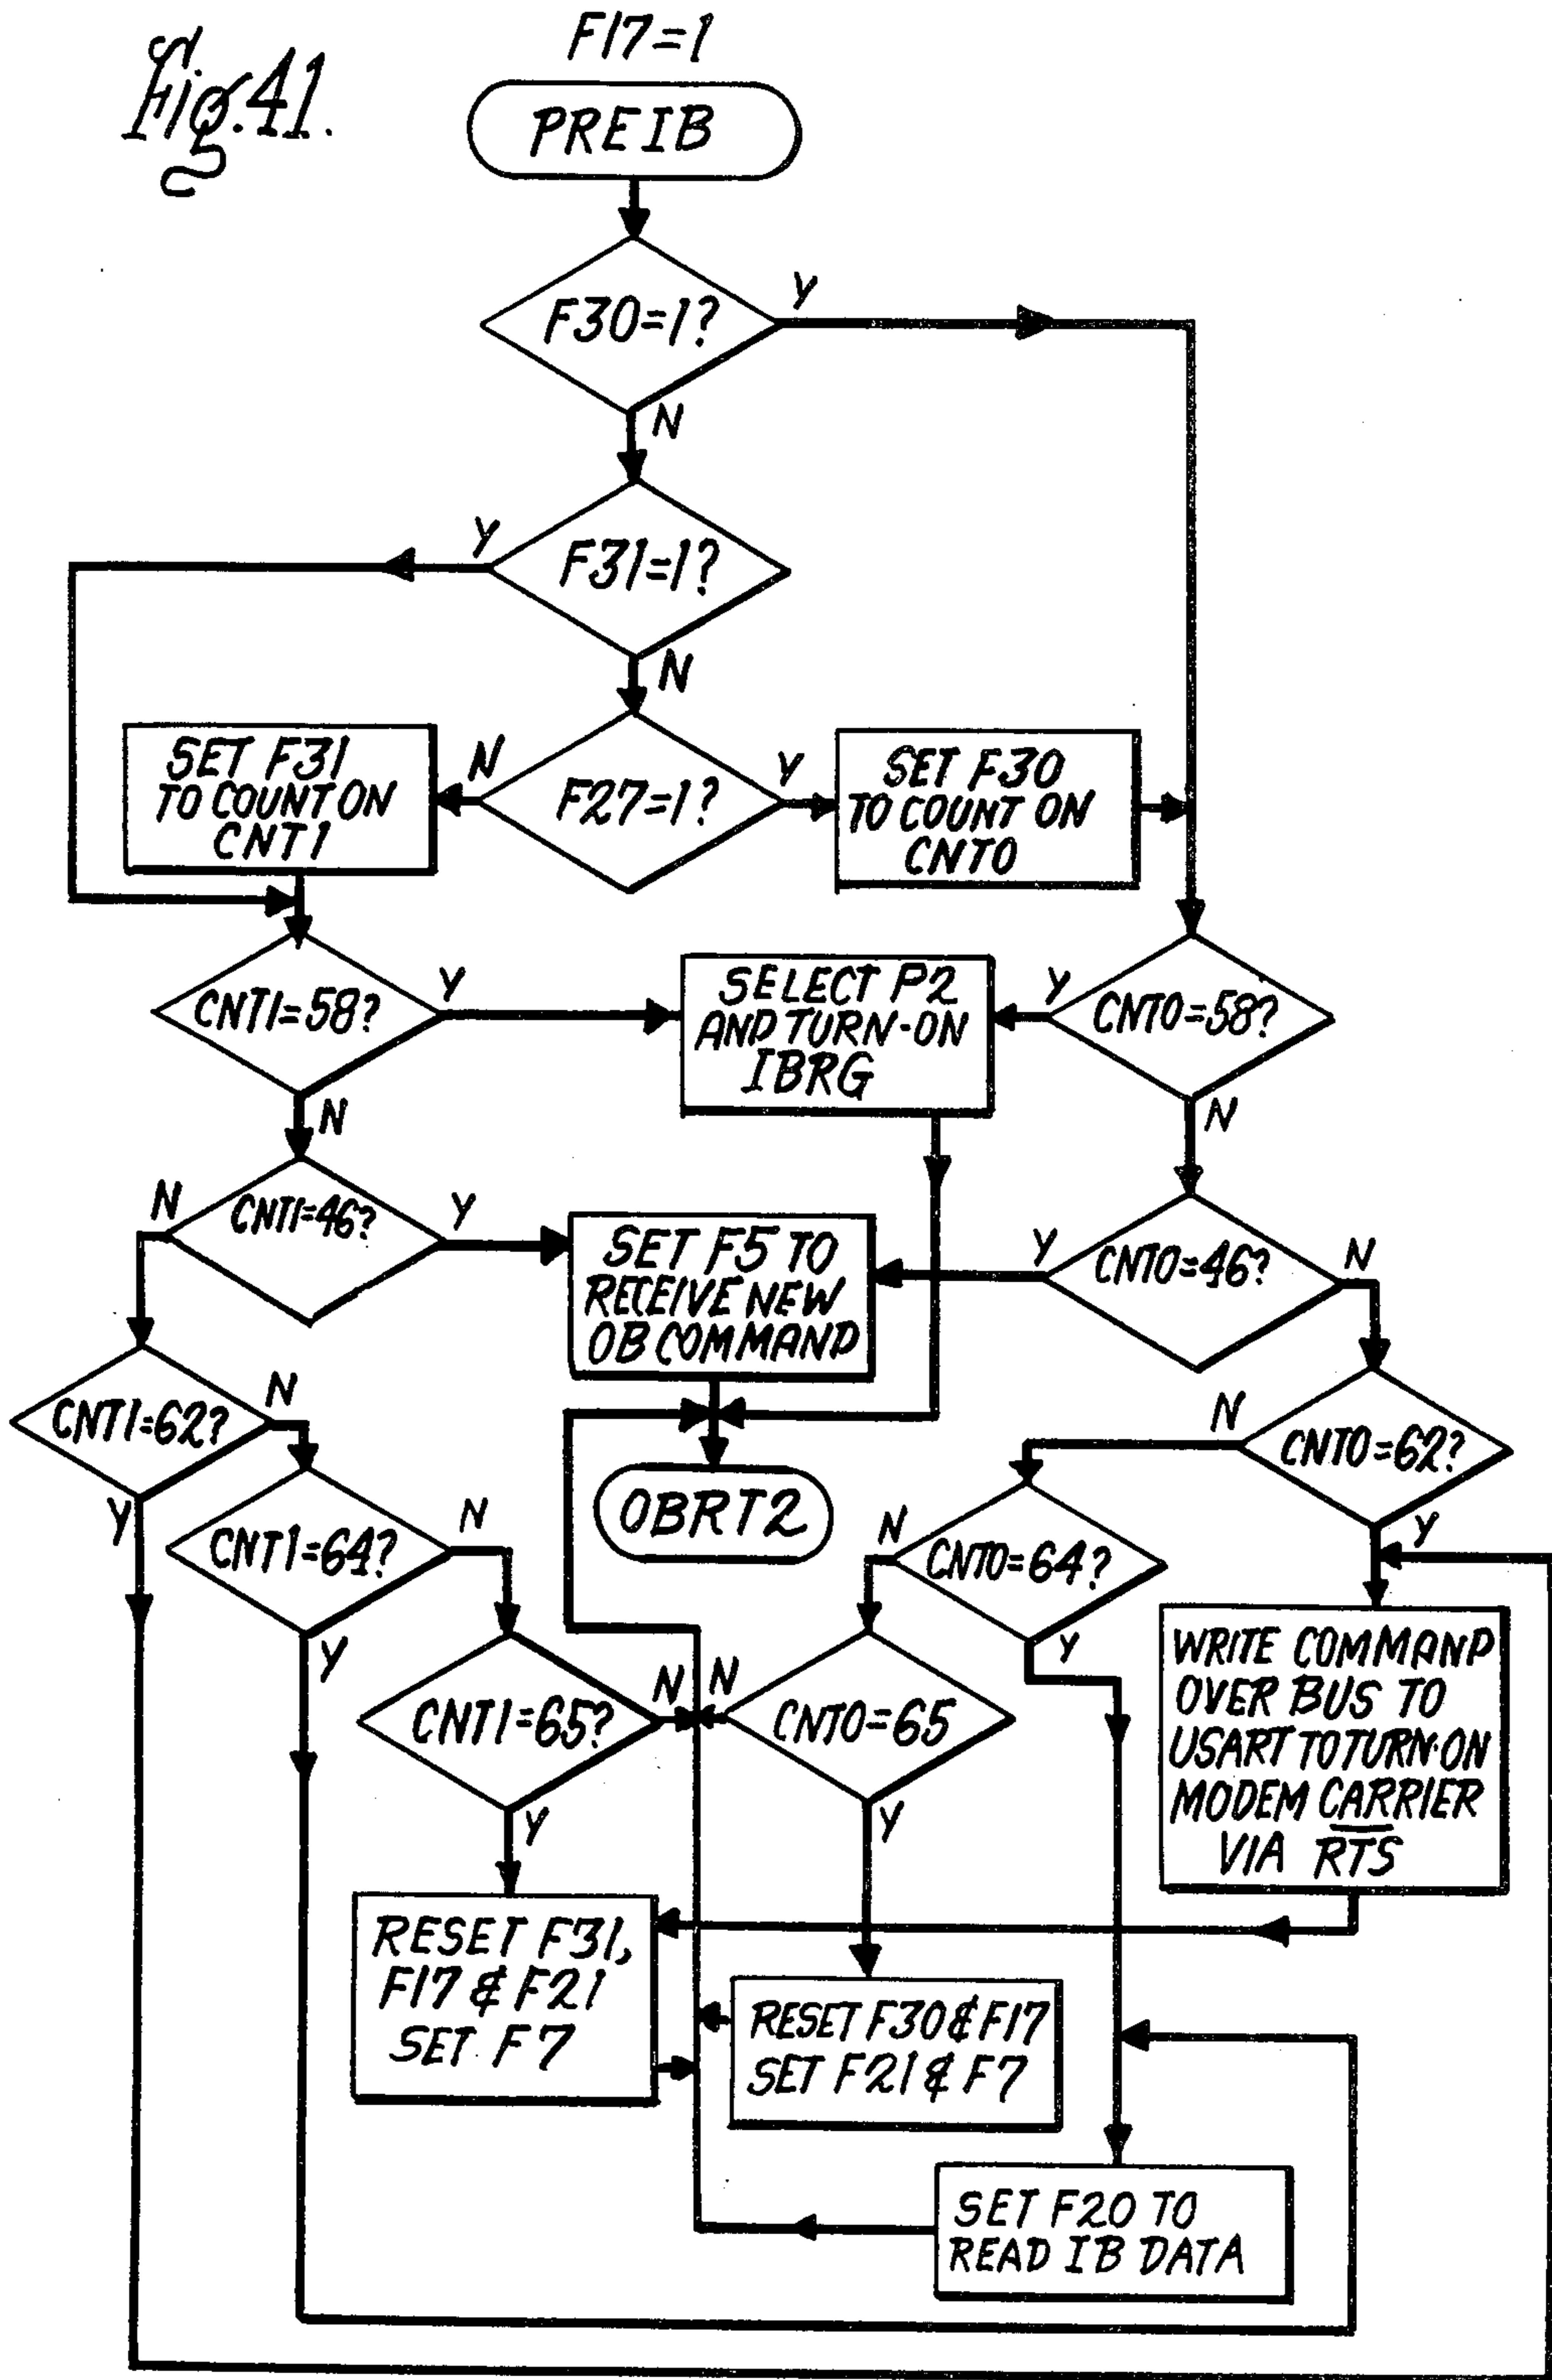 Fig. 41.
F17=1
PREIB
F30=1?
Y
N
F31=1?
Y
N
SET F31
TO COUNT ON
CNT1
N
F27=1?
Y
SET F30
TO COUNT ON
CNT0
CNT1=58?
Y
N
SELECT P2
AND TURN-ON
IBRG
Y
CNT0=58?
N
N
CNT1=46?
Y
SET F5 TO
RECEIVE NEW
OB COMMAND
Y
CNT0=46?
N
CNT1=62?
N
Y
OBRT2
N
CNT0=62?
Y
CNT1=64?
N
Y
N
CNT0=64?
Y
CNT1=65?
N
Y
N
CNT0=65
Y
WRITE COMMAND
OVER BUS TO
USART TO TURN-ON
MODEM CARRIER
VIA RTS
RESET F31,
F17 & F21
SET F7
RESET F30 & F17
SET F21 & F7
SET F20 TO
READ IB DATA